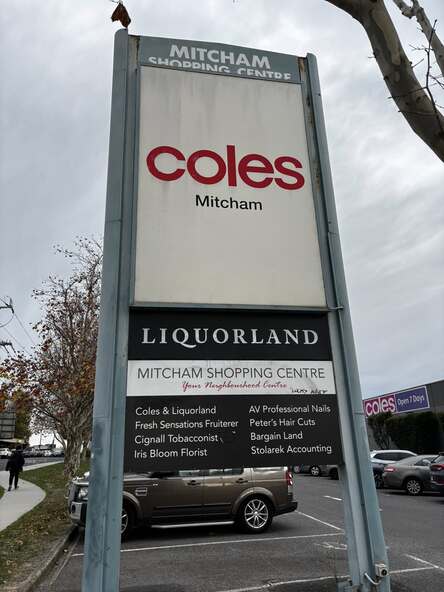 MITCHAM
SHOPPING CENTRE
coles
Mitcham
LIQUORLAND
MITCHAM SHOPPING CENTRE
Your Neighbourhood Centre
Coles & Liquorland
Fresh Sensations Fruiterer
Cignall Tobacconist
Iris Bloom Florist
AV Professional Nails
Peter's Hair Cuts
Bargain Land
Stolarek Accounting
coles Open 7 Days